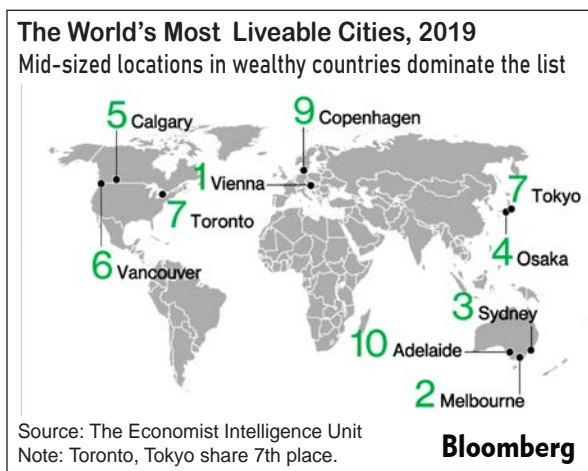 The World's Most Liveable Cities, 2019
Mid-sized locations in wealthy countries dominate the list
5 Calgary
9 Copenhagen
1 Vienna
7 Toronto
7 Tokyo
6 Vancouver
4 Osaka
3 Sydney
10 Adelaide
2 Melbourne
Source: The Economist Intelligence Unit
Note: Toronto, Tokyo share 7th place.
Bloomberg